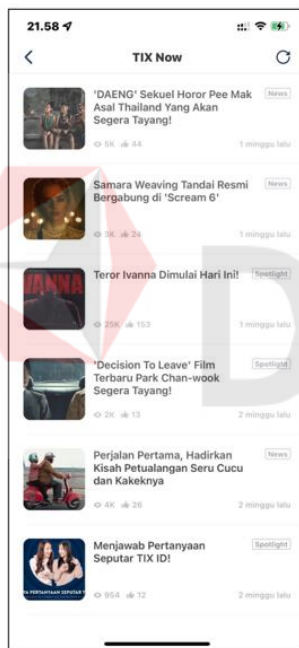 21.58
TIX Now
'DAENG' Sekuel Horor Pee Mak
Asal Thailand Yang Akan
Segera Tayang!
News
5K 44
1 minggu lalu
Samara Weaving Tandai Resmi
Bergabung di 'Scream 6'
News
3K 24
1 minggu lalu
IVANNA
Teror Ivanna Dimulai Hari Ini!
Spotlight
25K 153
1 minggu lalu
'Decision To Leave' Film
Terbaru Park Chan-wook
Segera Tayang!
Spotlight
2K 13
2 minggu lalu
Perjalan Pertama, Hadirkan
Kisah Petualangan Seru Cucu
dan Kakeknya
News
4K 26
2 minggu lalu
Menjawab Pertanyaan
Seputar TIX ID!
Spotlight
PERTANYAAN SEPUTAR
954 12
2 minggu lalu
D